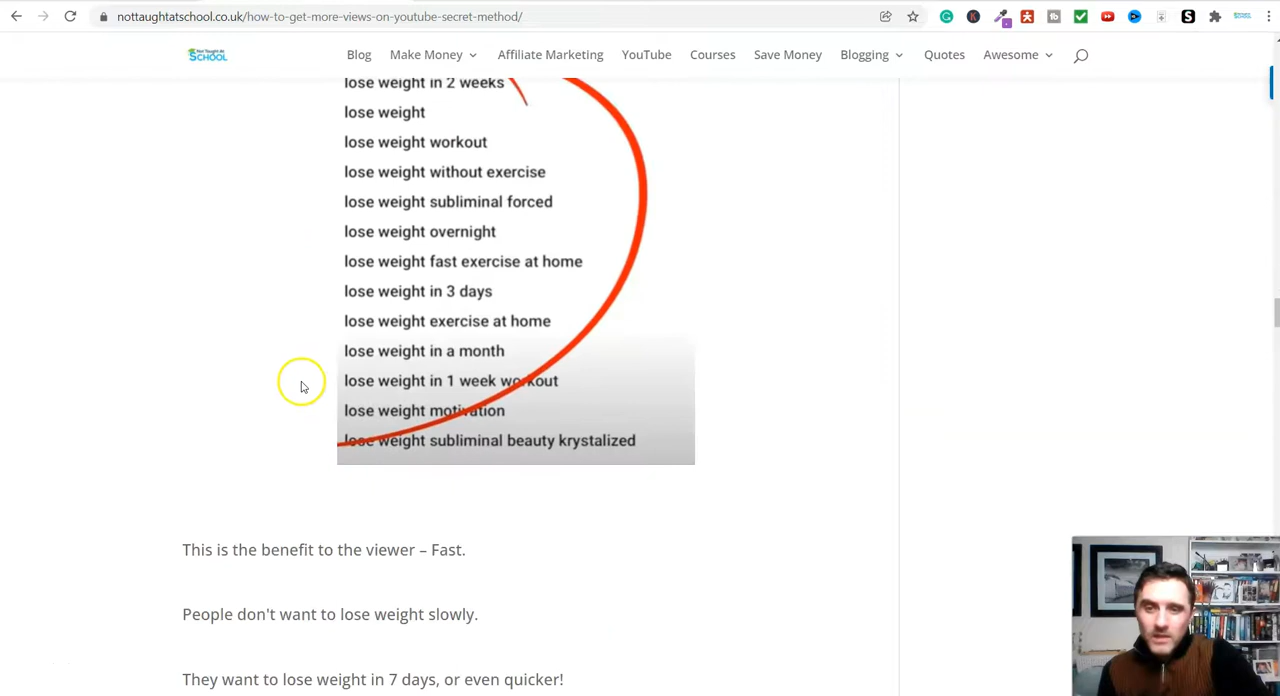 nottaughtatschool.co.uk/how-to-get-more-views-on-youtube-secret-method/
Not Taught At
SCHOOL
Blog
Make Money
Affiliate Marketing
YouTube
Courses
Save Money
Blogging
Quotes
Awesome
lose weight in 2 weeks
lose weight
lose weight workout
lose weight without exercise
lose weight subliminal forced
lose weight overnight
lose weight fast exercise at home
lose weight in 3 days
lose weight exercise at home
lose weight in a month
lose weight in 1 week workout
lose weight motivation
lose weight subliminal beauty krystalized
This is the benefit to the viewer – Fast.
People don't want to lose weight slowly.
They want to lose weight in 7 days, or even quicker!